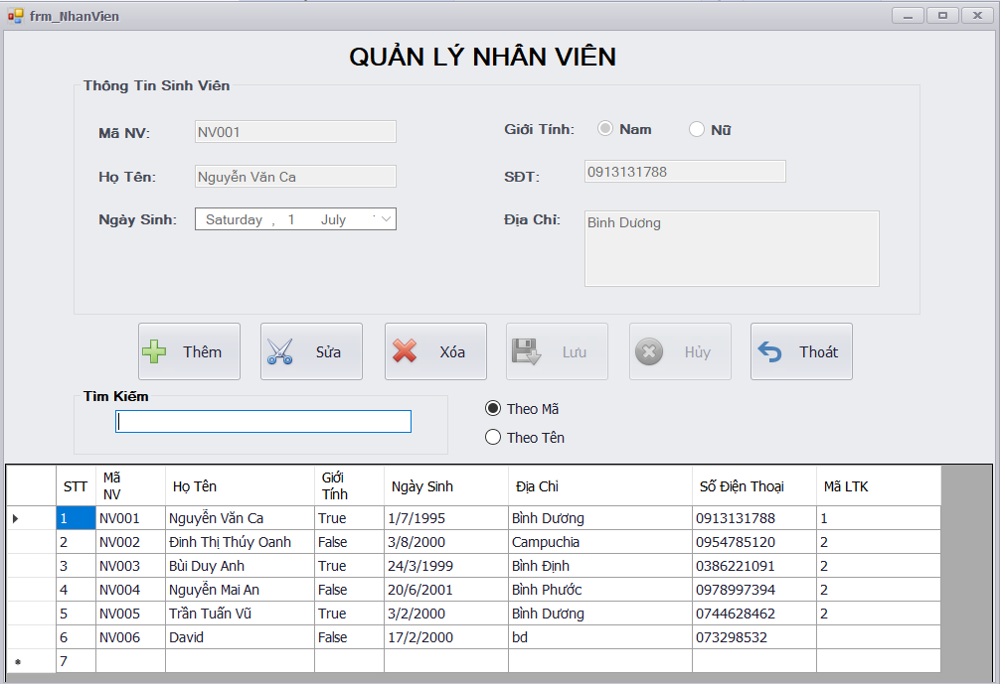 frm_NhanVien
QUẢN LÝ NHÂN VIÊN
Thông Tin Sinh Viên
Mã NV: NV001 Giới Tính: Nam Nữ
Họ Tên: Nguyễn Văn Ca SĐT: 0913131788
Ngày Sinh: Saturday , 1 July Địa Chỉ: Bình Dương
Thêm Sửa Xóa Lưu Hủy Thoát
Tìm Kiếm
Theo Mã
Theo Tên
STT Mã NV Họ Tên Giới Tính Ngày Sinh Địa Chỉ Số Điện Thoại Mã LTK
1 NV001 Nguyễn Văn Ca True 1/7/1995 Bình Dương 0913131788 1
2 NV002 Đinh Thị Thúy Oanh False 3/8/2000 Campuchia 0954785120 2
3 NV003 Bùi Duy Anh True 24/3/1999 Bình Định 0386221091 2
4 NV004 Nguyễn Mai An False 20/6/2001 Bình Phước 0978997394 2
5 NV005 Trần Tuấn Vũ True 3/2/2000 Bình Dương 0744628462 2
6 NV006 David False 17/2/2000 bd 073298532
7